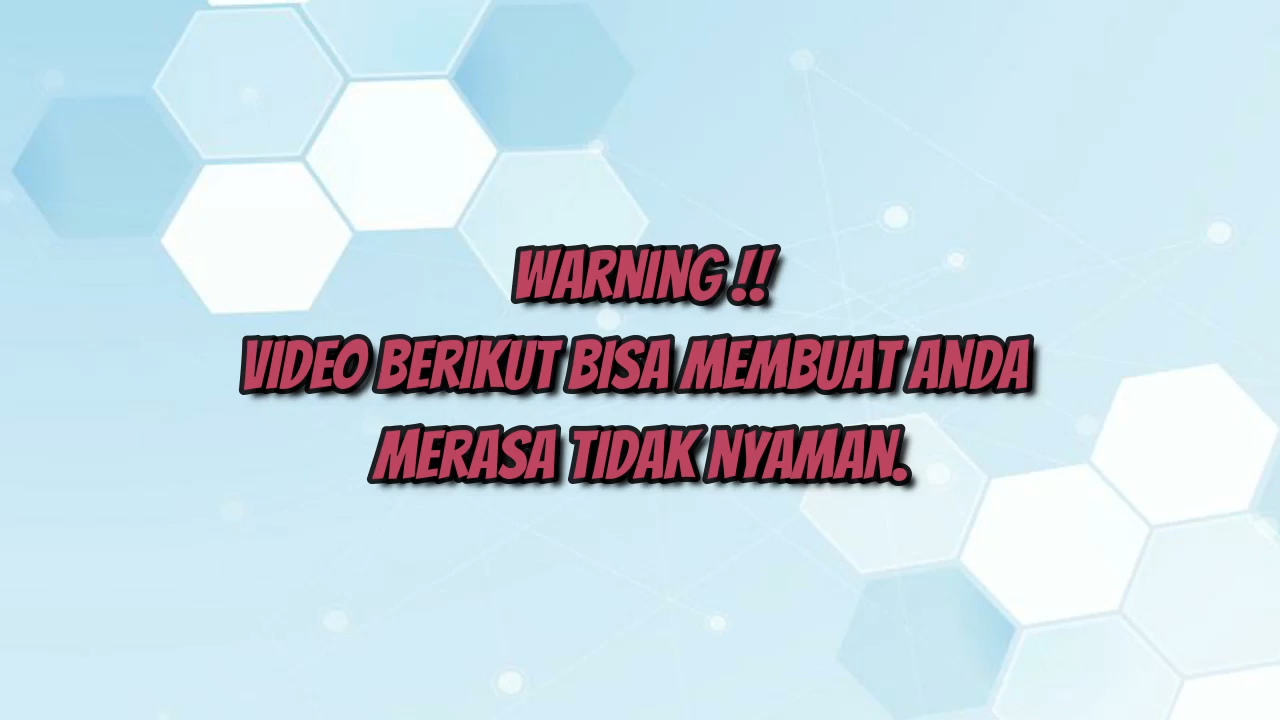 WARNING !!
VIDEO BERIKUT BISA MEMBUAT ANDA
MERASA TIDAK NYAMAN.